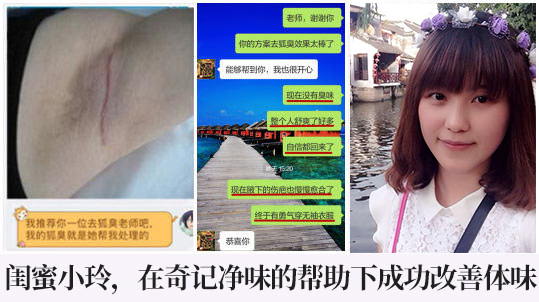 我推荐你一位去狐臭老师吧,
我的狐臭就是她帮我处理的
老师,谢谢你
你的方案去狐臭效果太棒了
能够帮到你,我也很开心
现在没有臭味
整个人舒爽了好多
自信都回来了
15:20
现在腋下的伤疤也慢慢愈合了
终于有勇气穿无袖衣服
恭喜你
闺蜜小玲,在奇记净味的帮助下成功改善体味